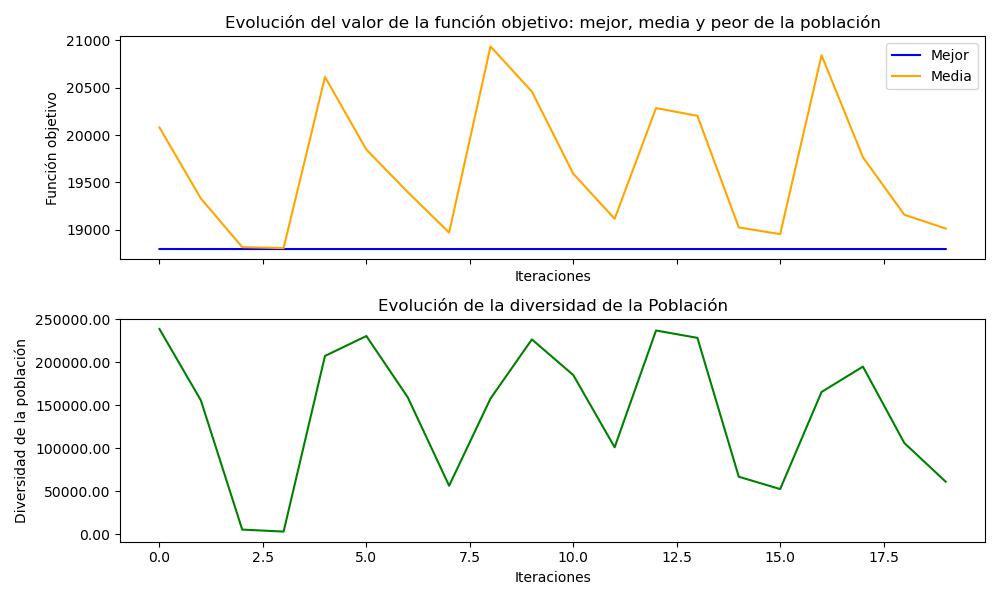 Evolución del valor de la función objetivo: mejor, media y peor de la población
21000
20500
20000
19500
19000
Función objetivo
Mejor
Media
Iteraciones
Evolución de la diversidad de la Población
250000.00
200000.00
150000.00
100000.00
50000.00
0.00
Diversidad de la población
0.0 2.5 5.0 7.5 10.0 12.5 15.0 17.5
Iteraciones